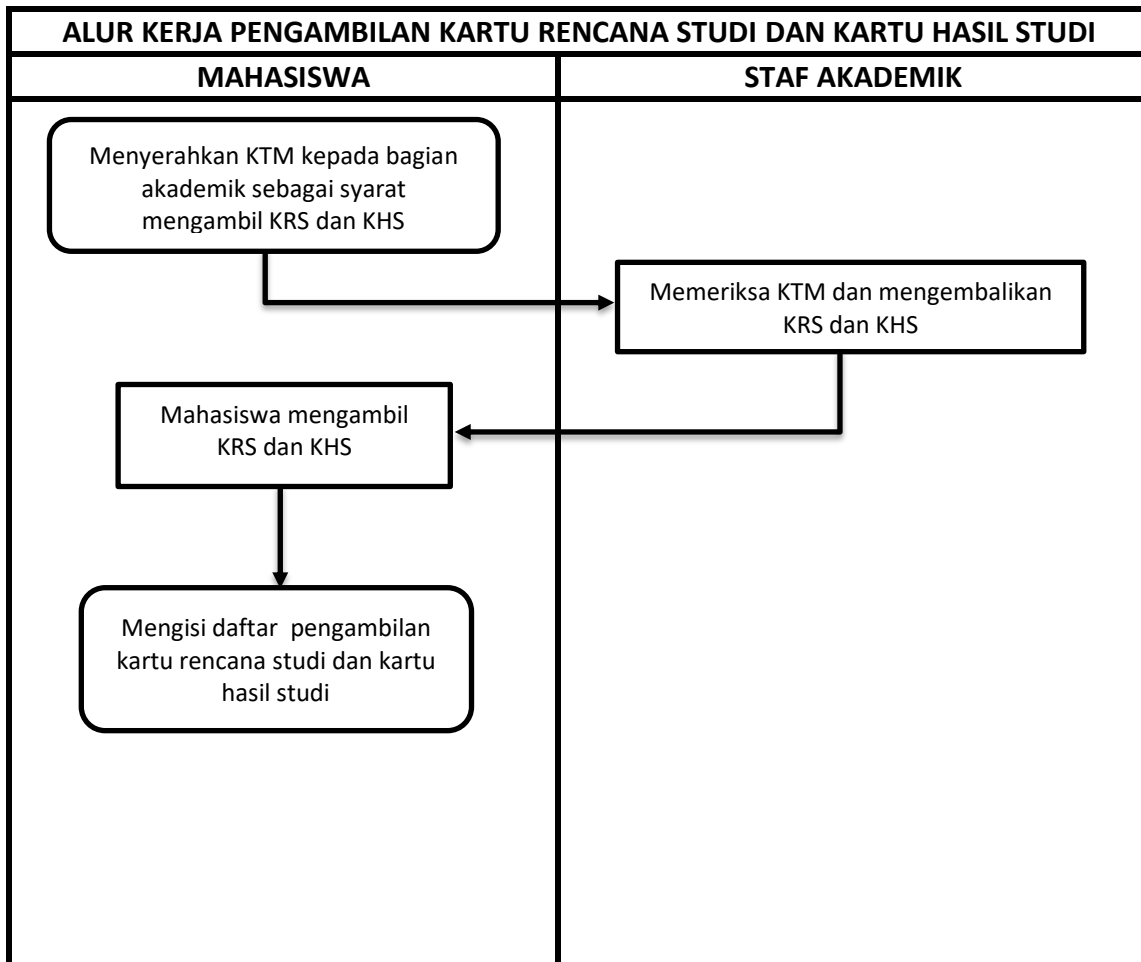 ALUR KERJA PENGAMBILAN KARTU RENCANA STUDI DAN KARTU HASIL STUDI
MAHASISWA
STAF AKADEMIK
Menyerahkan KTM kepada bagian
akademik sebagai syarat
mengambil KRS dan KHS
Memeriksa KTM dan mengembalikan
KRS dan KHS
Mahasiswa mengambil
KRS dan KHS
Mengisi daftar pengambilan
kartu rencana studi dan kartu
hasil studi